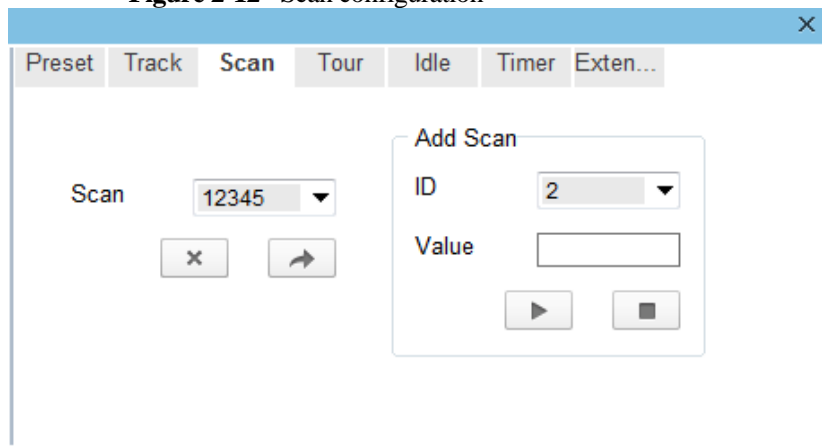 Figure 2-12 Scan configuration
Preset Track Scan Tour Idle Timer Exten...
Add Scan
Scan 12345
ID 2
Value